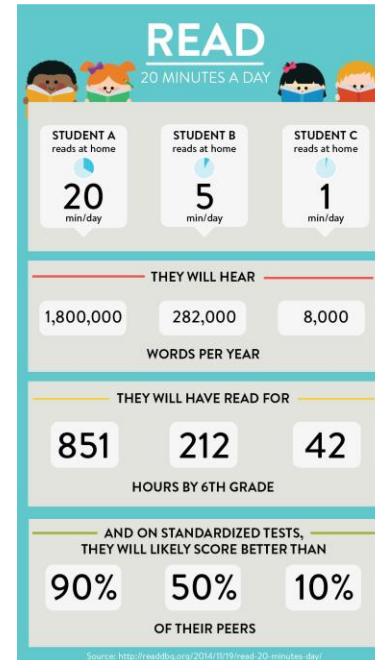 READ
20 MINUTES A DAY
STUDENT A
reads at home
20
min/day
STUDENT B
reads at home
5
min/day
STUDENT C
reads at home
1
min/day
THEY WILL HEAR
1,800,000 282,000 8,000
WORDS PER YEAR
THEY WILL HAVE READ FOR
851 212 42
HOURS BY 6TH GRADE
AND ON STANDARDIZED TESTS,
THEY WILL LIKELY SCORE BETTER THAN
90% 50% 10%
OF THEIR PEERS
Source: http://readdbq.org/2014/11/19/read-20-minutes-day/